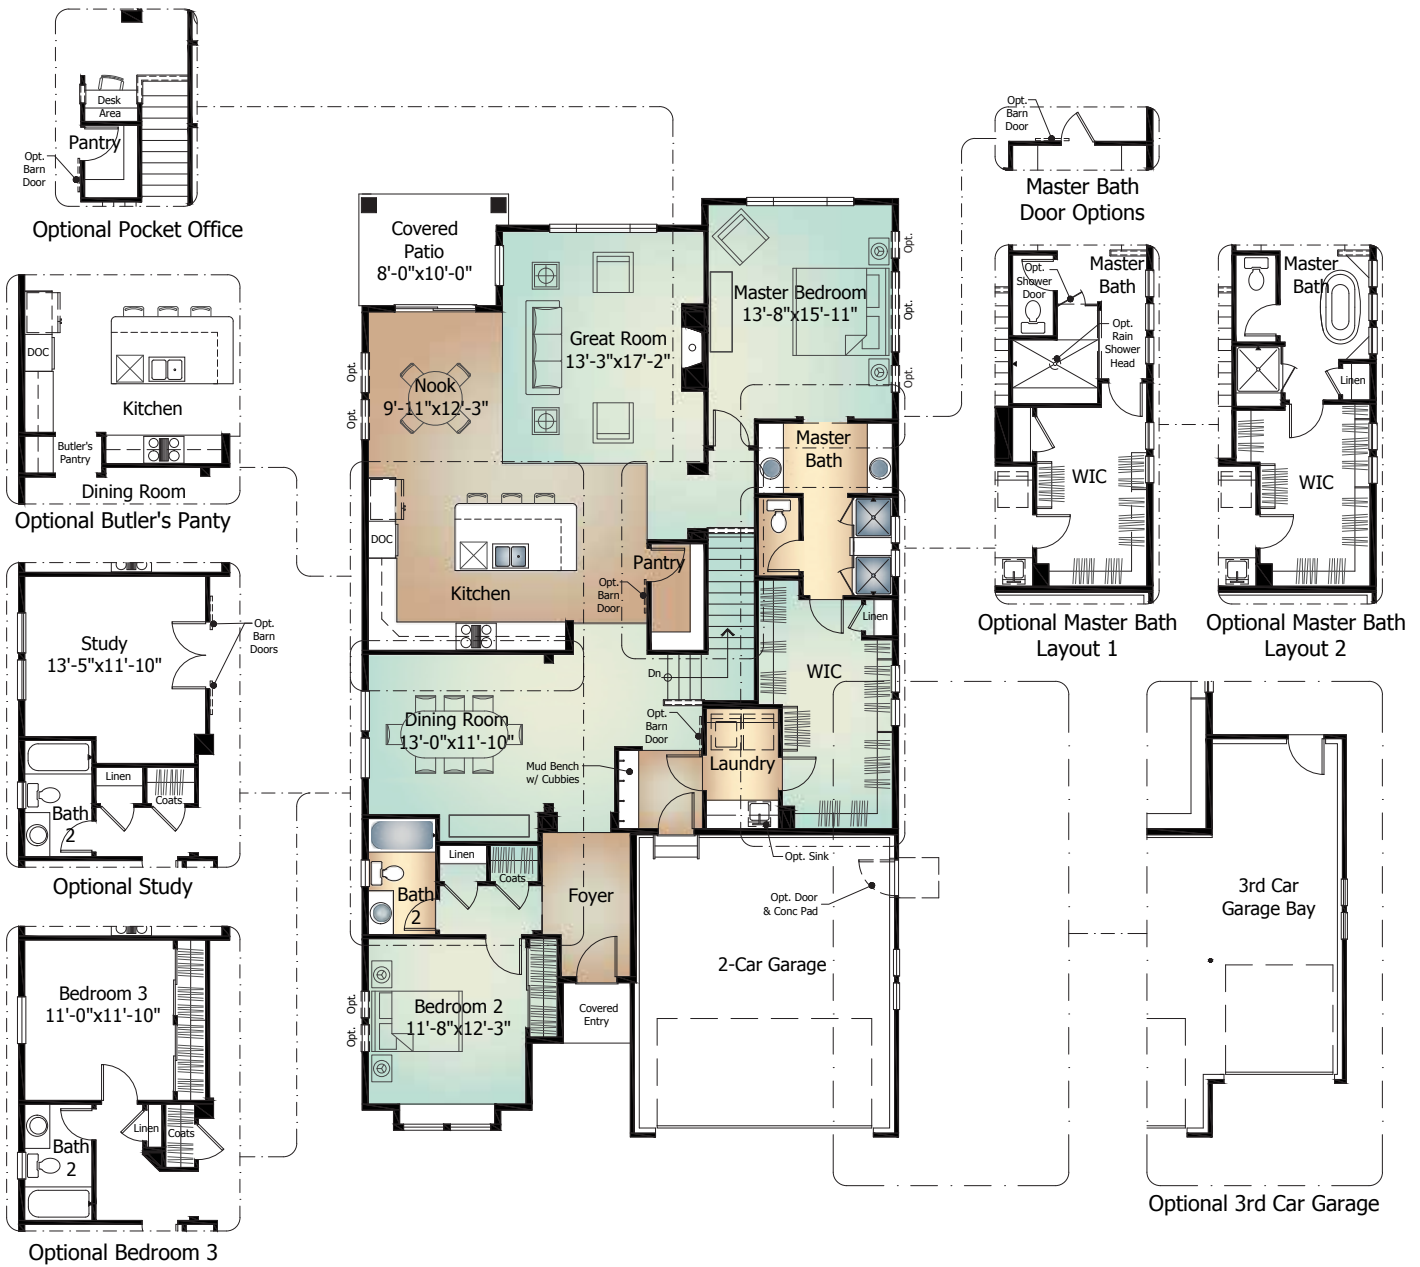 Desk
Area
Pantry
Opt.
Barn
Door
Optional Pocket Office
DOC
Kitchen
Butler's
Pantry
Dining Room
Optional Butler's Panty
Study
13'-5"x11'-10"
Opt.
Barn
Doors
Linen
Coats
Bath
2
Optional Study
Bedroom 3
11'-0"x11'-10"
Linen
Coats
Bath
2
Optional Bedroom 3
Covered
Patio
8'-0"x10'-0"
Great Room
13'-3"x17'-2"
Master Bedroom
13'-8"x15'-11"
Opt.
Opt.
Opt.
Opt.
Opt.
Nook
9'-11"x12'-3"
Master
Bath
DOC
Kitchen
Pantry
Opt.
Barn
Door
Linen
WIC
Dn
Dining Room
13'-0"x11'-10"
Opt.
Barn
Door
Mud Bench
w/ Cubbies
Laundry
Opt. Sink
Linen
Coats
Bath
2
Foyer
Opt. Door
& Conc Pad
2-Car Garage
Bedroom 2
11'-8"x12'-3"
Opt.
Opt.
Covered
Entry
Opt.
Barn
Door
Master Bath
Door Options
Opt.
Shower
Door
Master
Bath
Opt.
Rain
Shower
Head
WIC
Optional Master Bath
Layout 1
Master
Bath
Linen
WIC
Optional Master Bath
Layout 2
3rd Car
Garage Bay
Optional 3rd Car Garage